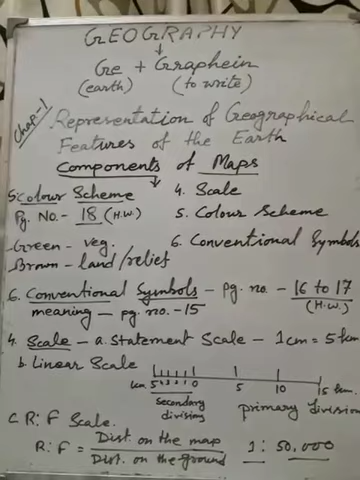 GEOGRAPHY
Ge + Graphein
(earth) (to write)
Chap-1
Representation of Geographical
Features of the Earth
Components of Maps
5. Colour Scheme
4. Scale
Pg. No. - 18 (H.W.)
5. Colour Scheme
Green - veg.
6. Conventional Symbols
Brown - land/relief
6. Conventional Symbols - pg. no. - 16 to 17
meaning - pg. no. - 15 (H.W.)
4. Scale - a. Statement Scale - 1cm = 5km
b. Linear Scale
km 5 4 3 2 1 0 5 10 15 km.
secondary division primary division
c. R:F Scale.
R:F = Dist. on the map / Dist. on the ground 1 : 50,000